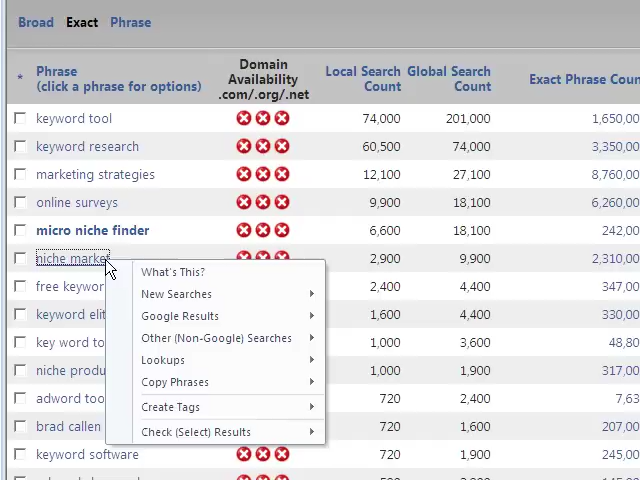 Broad Exact Phrase
* Phrase (click a phrase for options) Domain Availability .com/.org/.net Local Search Count Global Search Count Exact Phrase
keyword tool 74,000 201,000 1,650,00
keyword research 60,500 74,000 3,350,00
marketing strategies 12,100 27,100 8,760,00
online surveys 9,900 18,100 6,260,00
micro niche finder 6,600 18,100 242,00
niche market 2,900 9,900 2,310,00
What's This?
free keywor 2,400 4,400 347,00
New Searches
keyword elit 1,600 4,400 330,00
Google Results
key word to 1,000 3,600 48,80
Other (Non-Google) Searches
niche produ 1,000 1,900 317,00
Lookups
adword too 720 2,400 7,63
Copy Phrases
Create Tags
brad callen 720 1,600 207,00
Check (Select) Results
keyword software 720 1,900 245,00